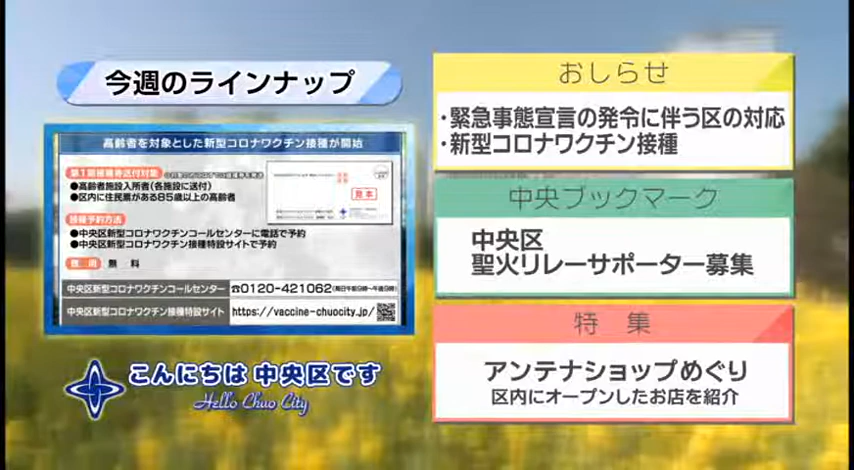 今週のラインナップ
高齢者を対象とした新型コロナワクチン接種が開始
第1期接種券送付対象
●高齢者施設入所者（各施設に送付）
●区内に住民票がある85歳以上の高齢者
見本
接種予約方法
●中央区新型コロナワクチンコールセンターに電話で予約
●中央区新型コロナワクチン接種特設サイトで予約
費用 無料
中央区新型コロナワクチンコールセンター ☎0120-421062（毎日午前9時～午後9時）
中央区新型コロナワクチン接種特設サイト https://vaccine-chuocity.jp/
こんにちは 中央区です
Hello Chuo City
おしらせ
・緊急事態宣言の発令に伴う区の対応
・新型コロナワクチン接種
中央ブックマーク
中央区
聖火リレーサポーター募集
特集
アンテナショップめぐり
区内にオープンしたお店を紹介